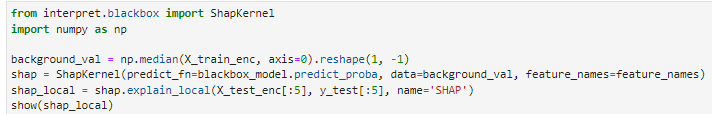 from interpret.blackbox import ShapKernel
import numpy as np
background_val = np.median(X_train_enc, axis=0).reshape(1, -1)
shap = ShapKernel(predict_fn=blackbox_model.predict_proba, data=background_val, feature_names=feature_names)
shap_local = shap.explain_local(X_test_enc[:5], y_test[:5], name='SHAP')
show(shap_local)